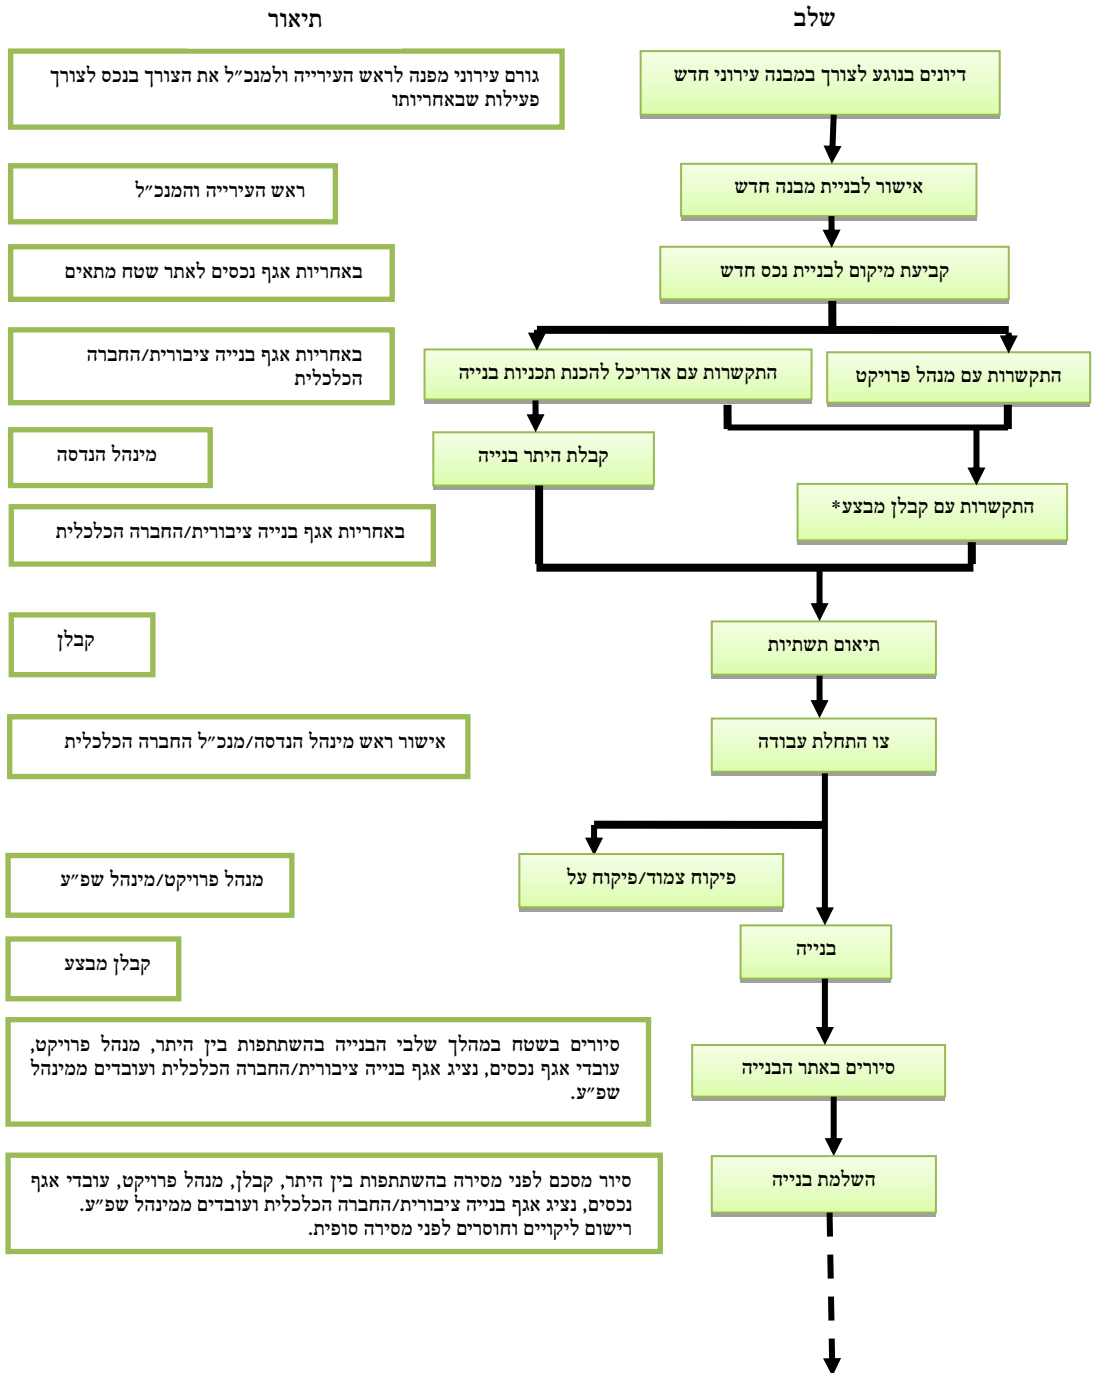 שלב
תיאור
דיונים בנוגע לצורך במבנה עירוני חדש
גורם עירוני מפנה לראש העירייה ולמנכ״ל את הצורך בנכס לצורך
פעילות שבאחריותו
אישור לבניית מבנה חדש
ראש העירייה והמנכ״ל
קביעת מיקום לבניית נכס חדש
באחריות אגף נכסים לאתר שטח מתאים
התקשרות עם מנהל פרויקט
התקשרות עם אדריכל להכנת תכניות בנייה
באחריות אגף בנייה ציבורית/החברה
הכלכלית
קבלת היתר בנייה
מינהל הנדסה
התקשרות עם קבלן מבצע*
באחריות אגף בנייה ציבורית/החברה הכלכלית
תיאום תשתיות
קבלן
צו התחלת עבודה
אישור ראש מינהל הנדסה/מנכ״ל החברה הכלכלית
פיקוח צמוד/פיקוח על
מנהל פרויקט/מינהל שפ״ע
בנייה
קבלן מבצע
סיורים באתר הבנייה
סיורים בשטח במהלך שלבי הבנייה בהשתתפות בין היתר, מנהל פרויקט,
עובדי אגף נכסים, נציג אגף בנייה ציבורית/החברה הכלכלית ועובדים ממינהל
שפ״ע.
השלמת בנייה
סיור מסכם לפני מסירה בהשתתפות בין היתר, קבלן, מנהל פרויקט, עובדי אגף
נכסים, נציג אגף בנייה ציבורית/החברה הכלכלית ועובדים ממינהל שפ״ע.
רישום ליקויים וחוסרים לפני מסירה סופית.